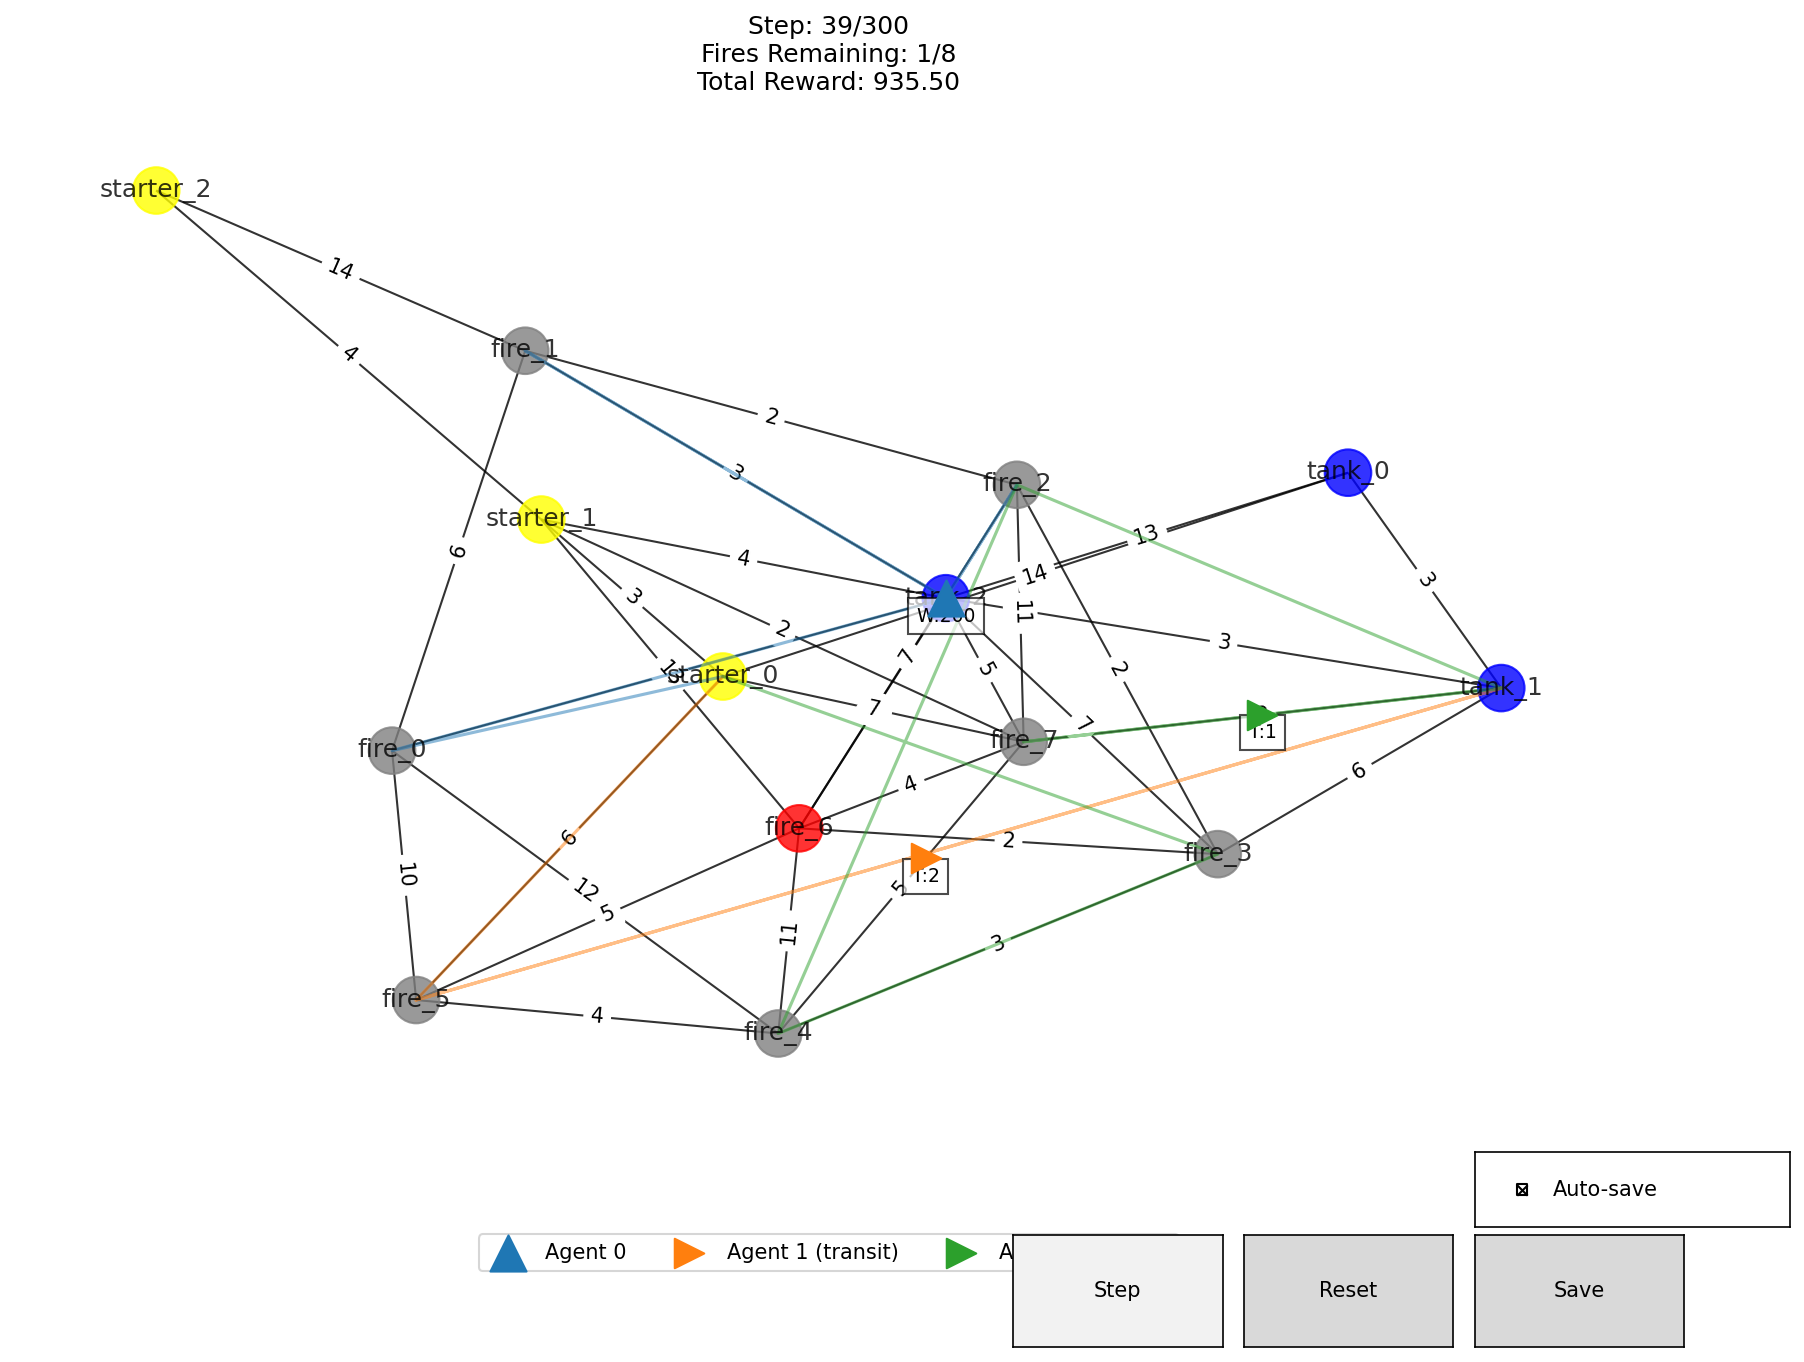 Step: 39/300
Fires Remaining: 1/8
Total Reward: 935.50
starter_2
14
4
fire_1
2
3
fire_2
tank_0
starter_1
13
6
4
14
3
3
11
W:200
3
2
2
5
7
starter_0
tank_1
7
7
fire_0
fire_7
T:1
4
6
fire_6
2
fire_3
6
10
12
5
5
T:2
11
3
fire_5
4
fire_4
Auto-save
Agent 0
Agent 1 (transit)
Step
Reset
Save